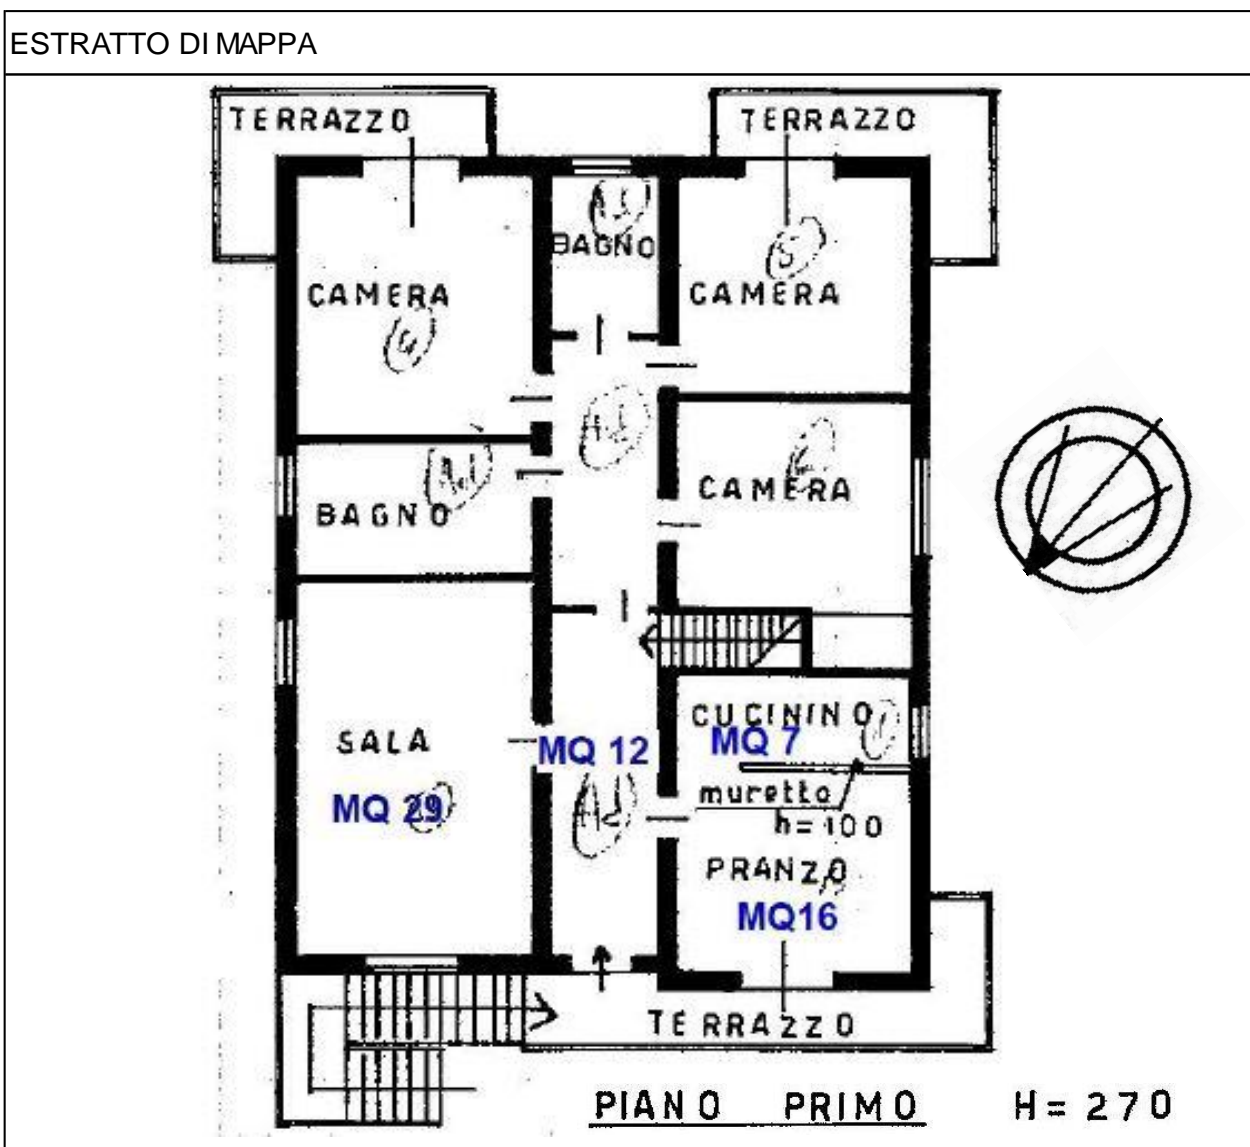 ESTRATTO DI MAPPA
TERRAZZO TERRAZZO
BAGNO
CAMERA CAMERA
CAMERA
BAGNO
CUCININO
SALA MQ 12 MQ 7
muretto
MQ 29 h=100
PRANZO
MQ16
TERRAZZO
PIANO PRIMO H=270